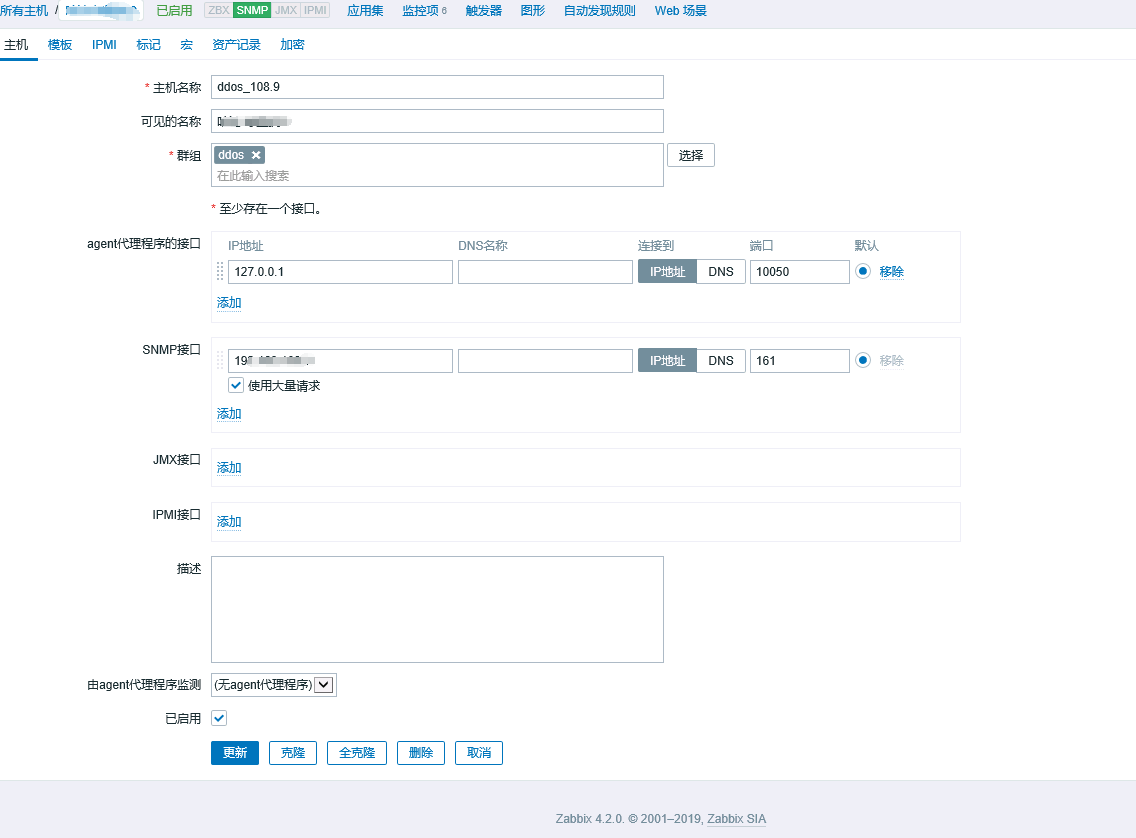 所有主机 / 已启用 ZBX SNMP JMX IPMI 应用集 监控项 6 触发器 图形 自动发现规则 Web 场景
主机 模板 IPMI 标记 宏 资产记录 加密
* 主机名称 ddos_108.9
可见的名称
* 群组 ddos 选择
在此输入搜索
* 至少存在一个接口。
agent代理程序的接口 IP地址 DNS名称 连接到 端口 默认
127.0.0.1 IP地址 DNS 10050 移除
添加
SNMP接口 IP地址 DNS 161 移除
使用大量请求
添加
JMX接口 添加
IPMI接口 添加
描述
由agent代理程序监测 (无agent代理程序)
已启用
更新 克隆 全克隆 删除 取消
Zabbix 4.2.0. © 2001–2019, Zabbix SIA